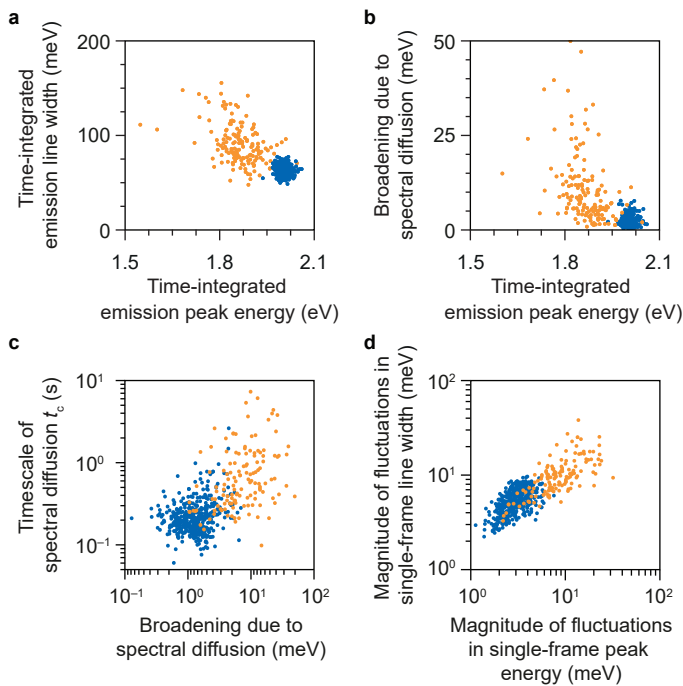 a
200
100
0
1.5
1.8
2.1
Time-integrated
emission line width (meV)
Time-integrated
emission peak energy (eV)
b
50
25
0
1.5
1.8
2.1
Broadening due to
spectral diffusion (meV)
Time-integrated
emission peak energy (eV)
c
10¹
10⁰
10⁻¹
10⁻¹
10⁰
10¹
10²
Timescale of
spectral diffusion t꜀ (s)
Broadening due to
spectral diffusion (meV)
d
10²
10¹
10⁰
10⁰
10¹
10²
Magnitude of fluctuations in
single-frame line width (meV)
Magnitude of fluctuations
in single-frame peak
energy (meV)